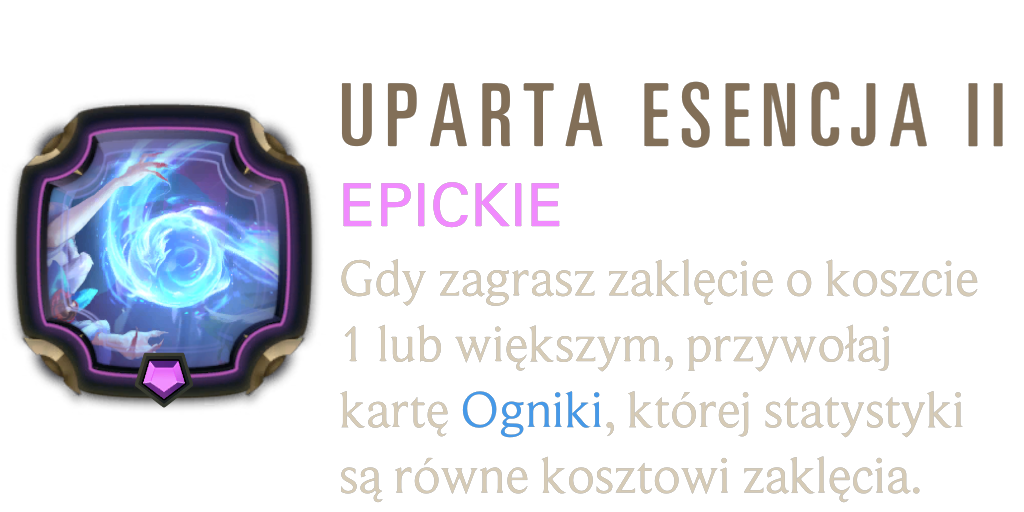 UPARTA ESENCJA II
EPICKIE
Gdy zagrasz zaklęcie o koszcie
1 lub większym, przywołaj
kartę Ogniki, której statystyki
są równe kosztowi zaklęcia.